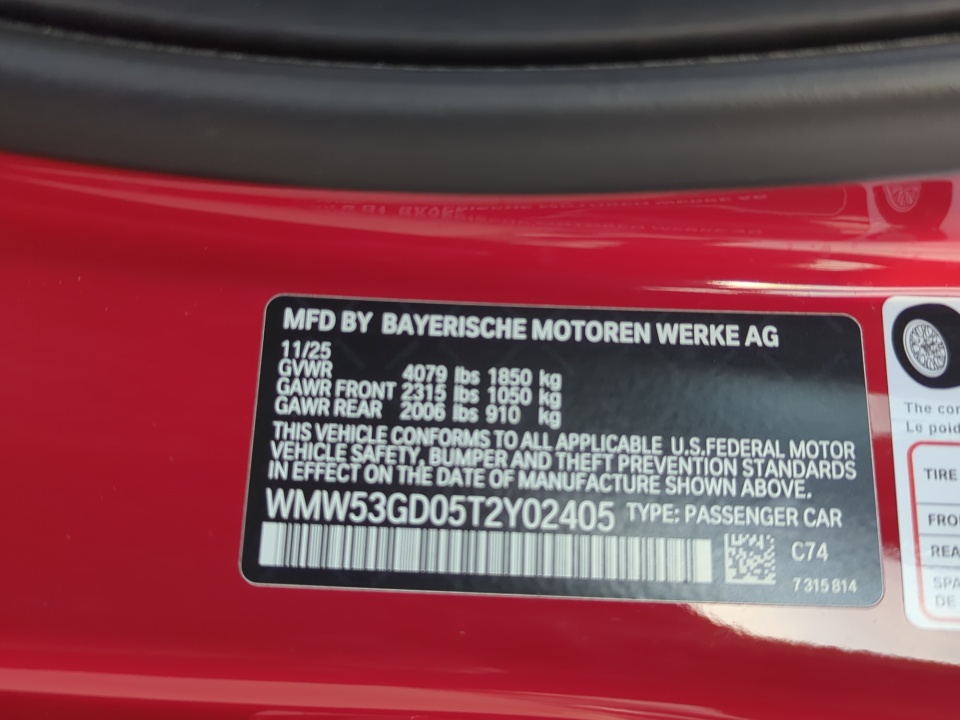 MFD BY BAYERISCHE MOTOREN WERKE AG
11/25
GVWR 4079 lbs 1850 kg
GAWR FRONT 2315 lbs 1050 kg
GAWR REAR 2006 lbs 910 kg
THIS VEHICLE CONFORMS TO ALL APPLICABLE U.S.FEDERAL MOTOR
VEHICLE SAFETY, BUMPER AND THEFT PREVENTION STANDARDS
IN EFFECT ON THE DATE OF MANUFACTURE SHOWN ABOVE.
WMW53GD05T2Y02405 TYPE: PASSENGER CAR
C74
7 315 814
The com
Le poid
TIRE
FRO
REA
SPA
DE